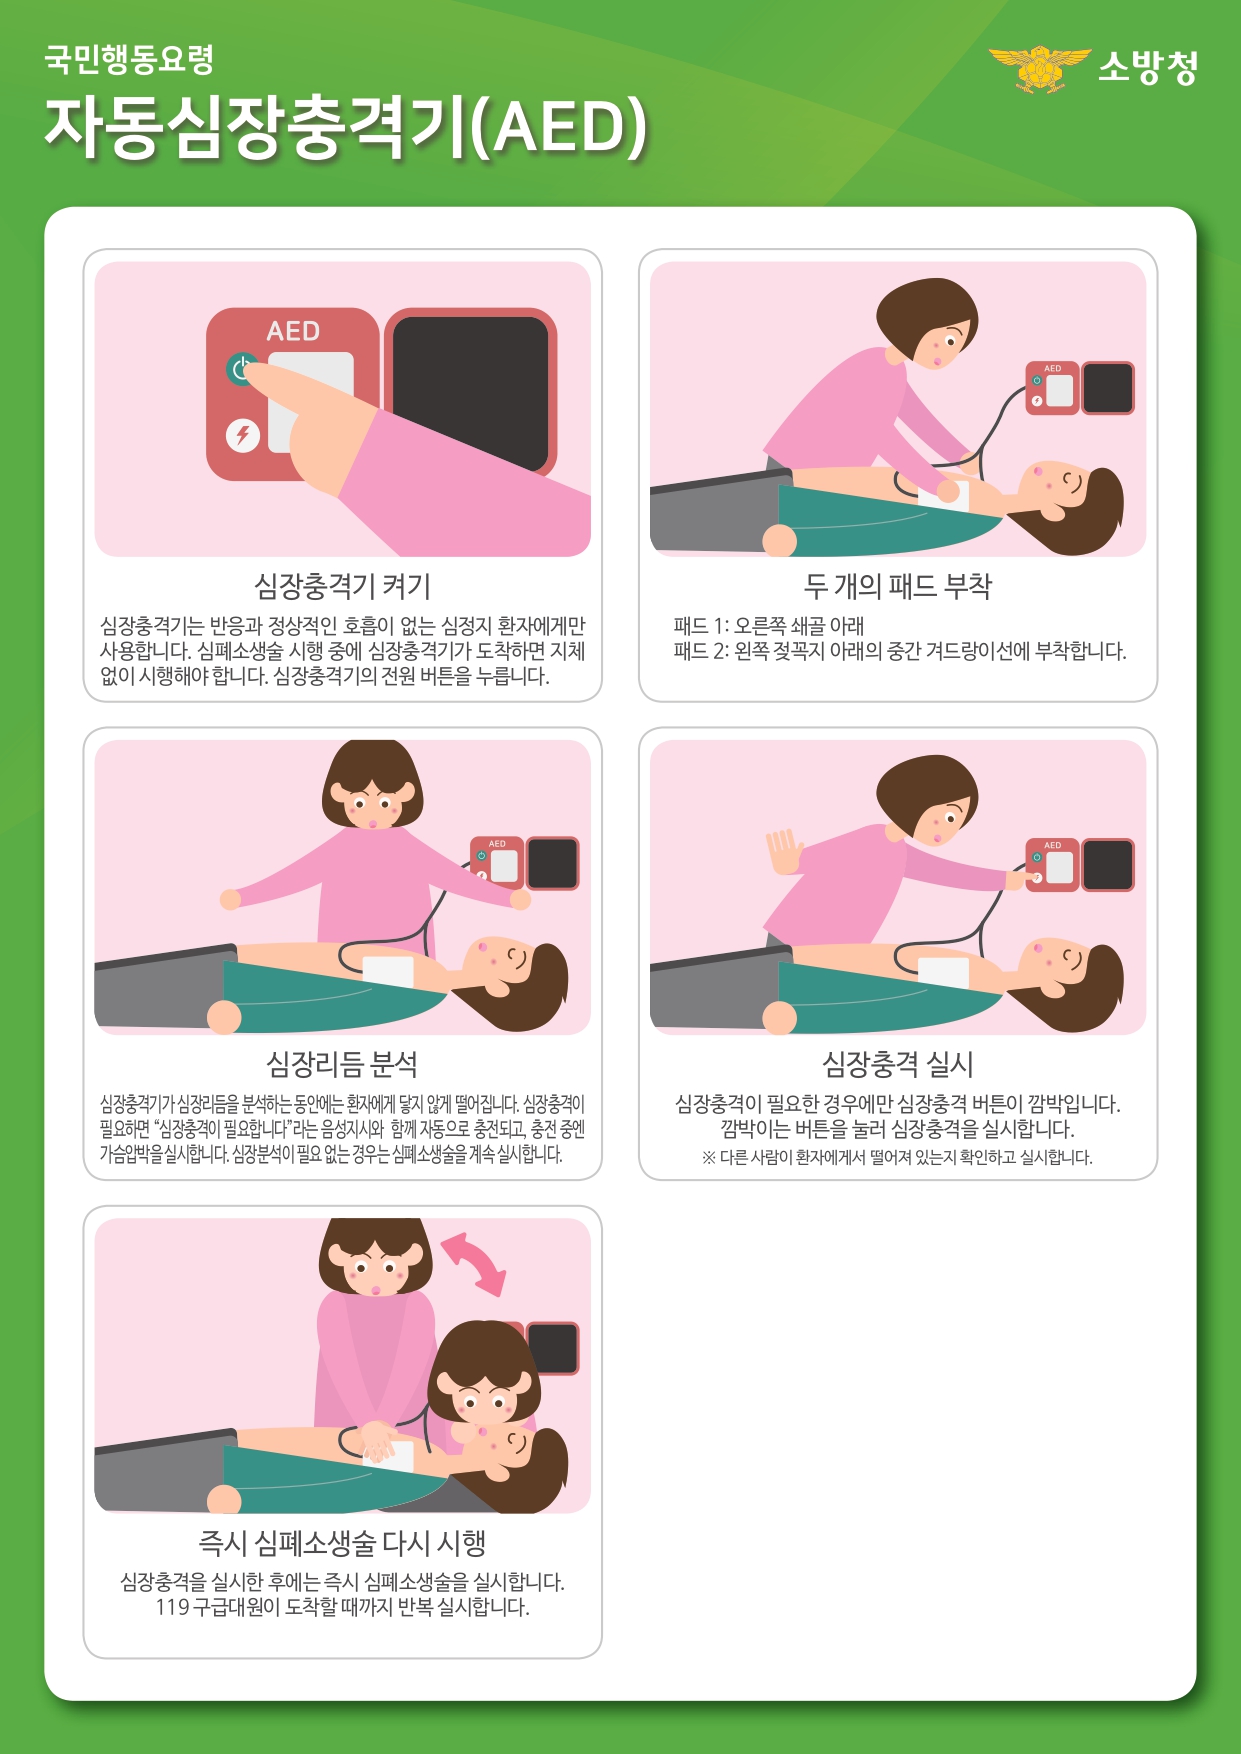 국민행동요령
자동심장충격기(AED)
소방청
AED
심장충격기 켜기
심장충격기는 반응과 정상적인 호흡이 없는 심정지 환자에게만
사용합니다. 심폐소생술 시행 중에 심장충격기가 도착하면 지체
없이 시행해야 합니다. 심장충격기의 전원 버튼을 누릅니다.
AED
두 개의 패드 부착
패드 1: 오른쪽 쇄골 아래
패드 2: 왼쪽 젖꼭지 아래의 중간 겨드랑이선에 부착합니다.
AED
심장리듬 분석
심장충격기가 심장리듬을 분석하는 동안에는 환자에게 닿지 않게 떨어집니다. 심장충격이
필요하면 “심장충격이 필요합니다”라는 음성지시와 함께 자동으로 충전되고, 충전 중엔
가슴압박을 실시합니다. 심장분석이 필요 없는 경우는 심폐소생술을 계속 실시합니다.
AED
심장충격 실시
심장충격이 필요한 경우에만 심장충격 버튼이 깜박입니다.
깜박이는 버튼을 눌러 심장충격을 실시합니다.
※ 다른 사람이 환자에게서 떨어져 있는지 확인하고 실시합니다.
즉시 심폐소생술 다시 시행
심장충격을 실시한 후에는 즉시 심폐소생술을 실시합니다.
119 구급대원이 도착할 때까지 반복 실시합니다.